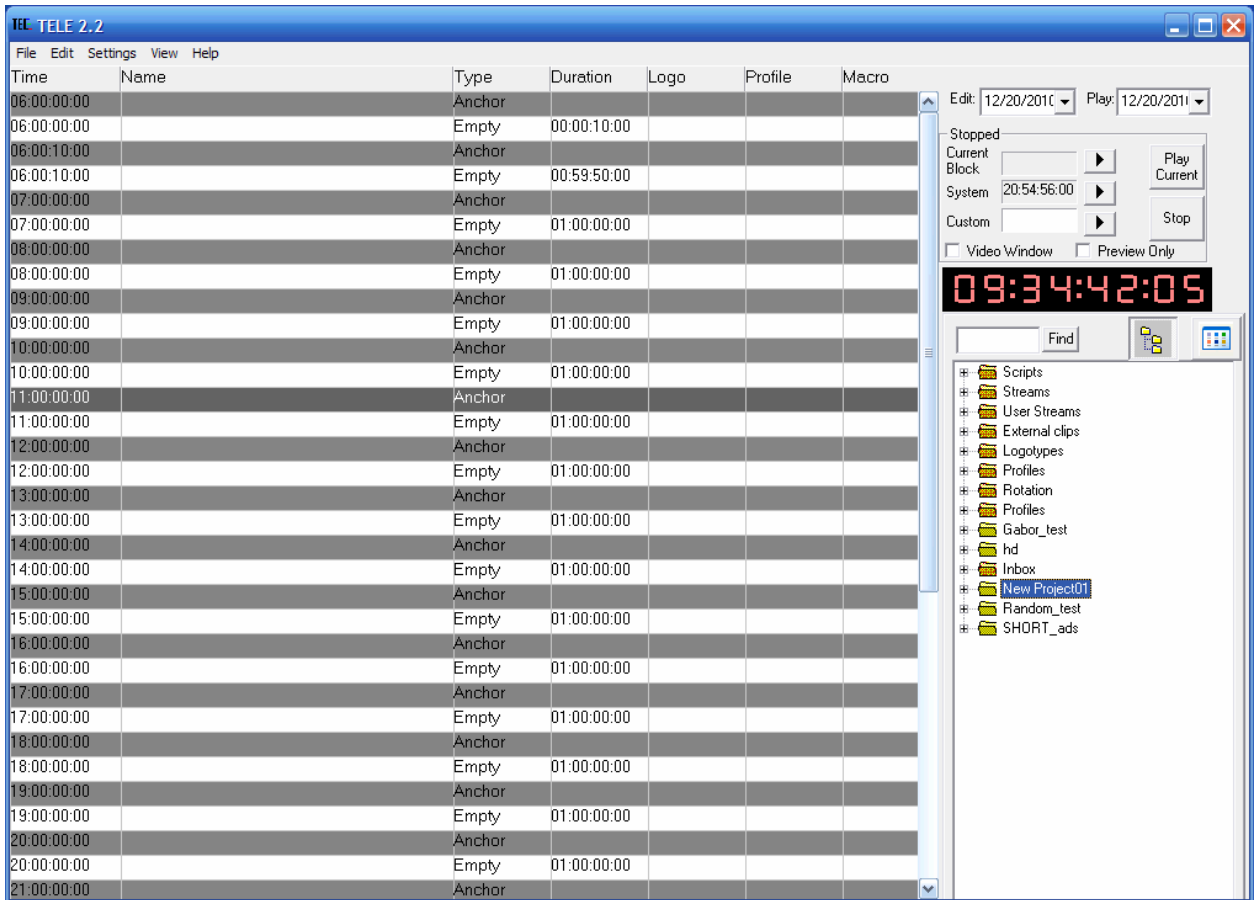 TEC TELE 2.2
File Edit Settings View Help
Time Name Type Duration Logo Profile Macro
06:00:00:00 Anchor
06:00:00:00 Empty 00:00:10:00
06:00:10:00 Anchor
06:00:10:00 Empty 00:59:50:00
07:00:00:00 Anchor
07:00:00:00 Empty 01:00:00:00
08:00:00:00 Anchor
08:00:00:00 Empty 01:00:00:00
09:00:00:00 Anchor
09:00:00:00 Empty 01:00:00:00
10:00:00:00 Anchor
10:00:00:00 Empty 01:00:00:00
11:00:00:00 Anchor
11:00:00:00 Empty 01:00:00:00
12:00:00:00 Anchor
12:00:00:00 Empty 01:00:00:00
13:00:00:00 Anchor
13:00:00:00 Empty 01:00:00:00
14:00:00:00 Anchor
14:00:00:00 Empty 01:00:00:00
15:00:00:00 Anchor
15:00:00:00 Empty 01:00:00:00
16:00:00:00 Anchor
16:00:00:00 Empty 01:00:00:00
17:00:00:00 Anchor
17:00:00:00 Empty 01:00:00:00
18:00:00:00 Anchor
18:00:00:00 Empty 01:00:00:00
19:00:00:00 Anchor
19:00:00:00 Empty 01:00:00:00
20:00:00:00 Anchor
20:00:00:00 Empty 01:00:00:00
21:00:00:00 Anchor
Edit: 12/20/2010 Play: 12/20/201
Stopped
Current Block
Play Current
System 20:54:56:00
Custom
Stop
Video Window Preview Only
09:34:42:05
Find
Scripts
Streams
User Streams
External clips
Logotypes
Profiles
Rotation
Profiles
Gabor_test
hd
Inbox
New Project01
Random_test
SHORT_ads